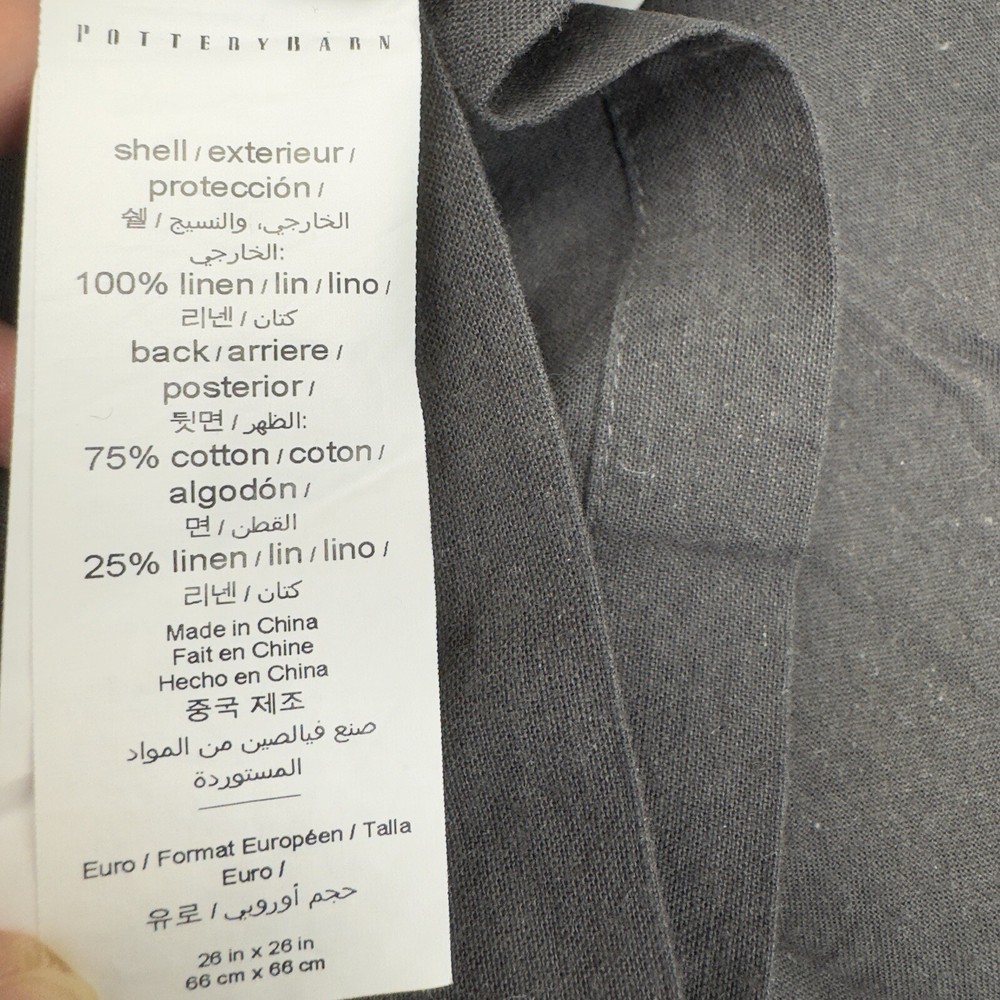 POTTERYBARN
shell / exterieur /
protección /
쉘 / الخارجي، والنسيج
الخارجي:
100% linen / lin / lino /
리넨 / كتان
back / arriere /
posterior /
뒷면 / الظهر:
75% cotton / coton /
algodón /
면 / القطن
25% linen / lin / lino /
리넨 / كتان
Made in China
Fait en Chine
Hecho en China
중국 제조
صنع فيالصين من المواد
المستوردة
Euro / Format Européen / Talla
Euro /
유로 / حجم أوروبي
26 in x 26 in
66 cm x 66 cm